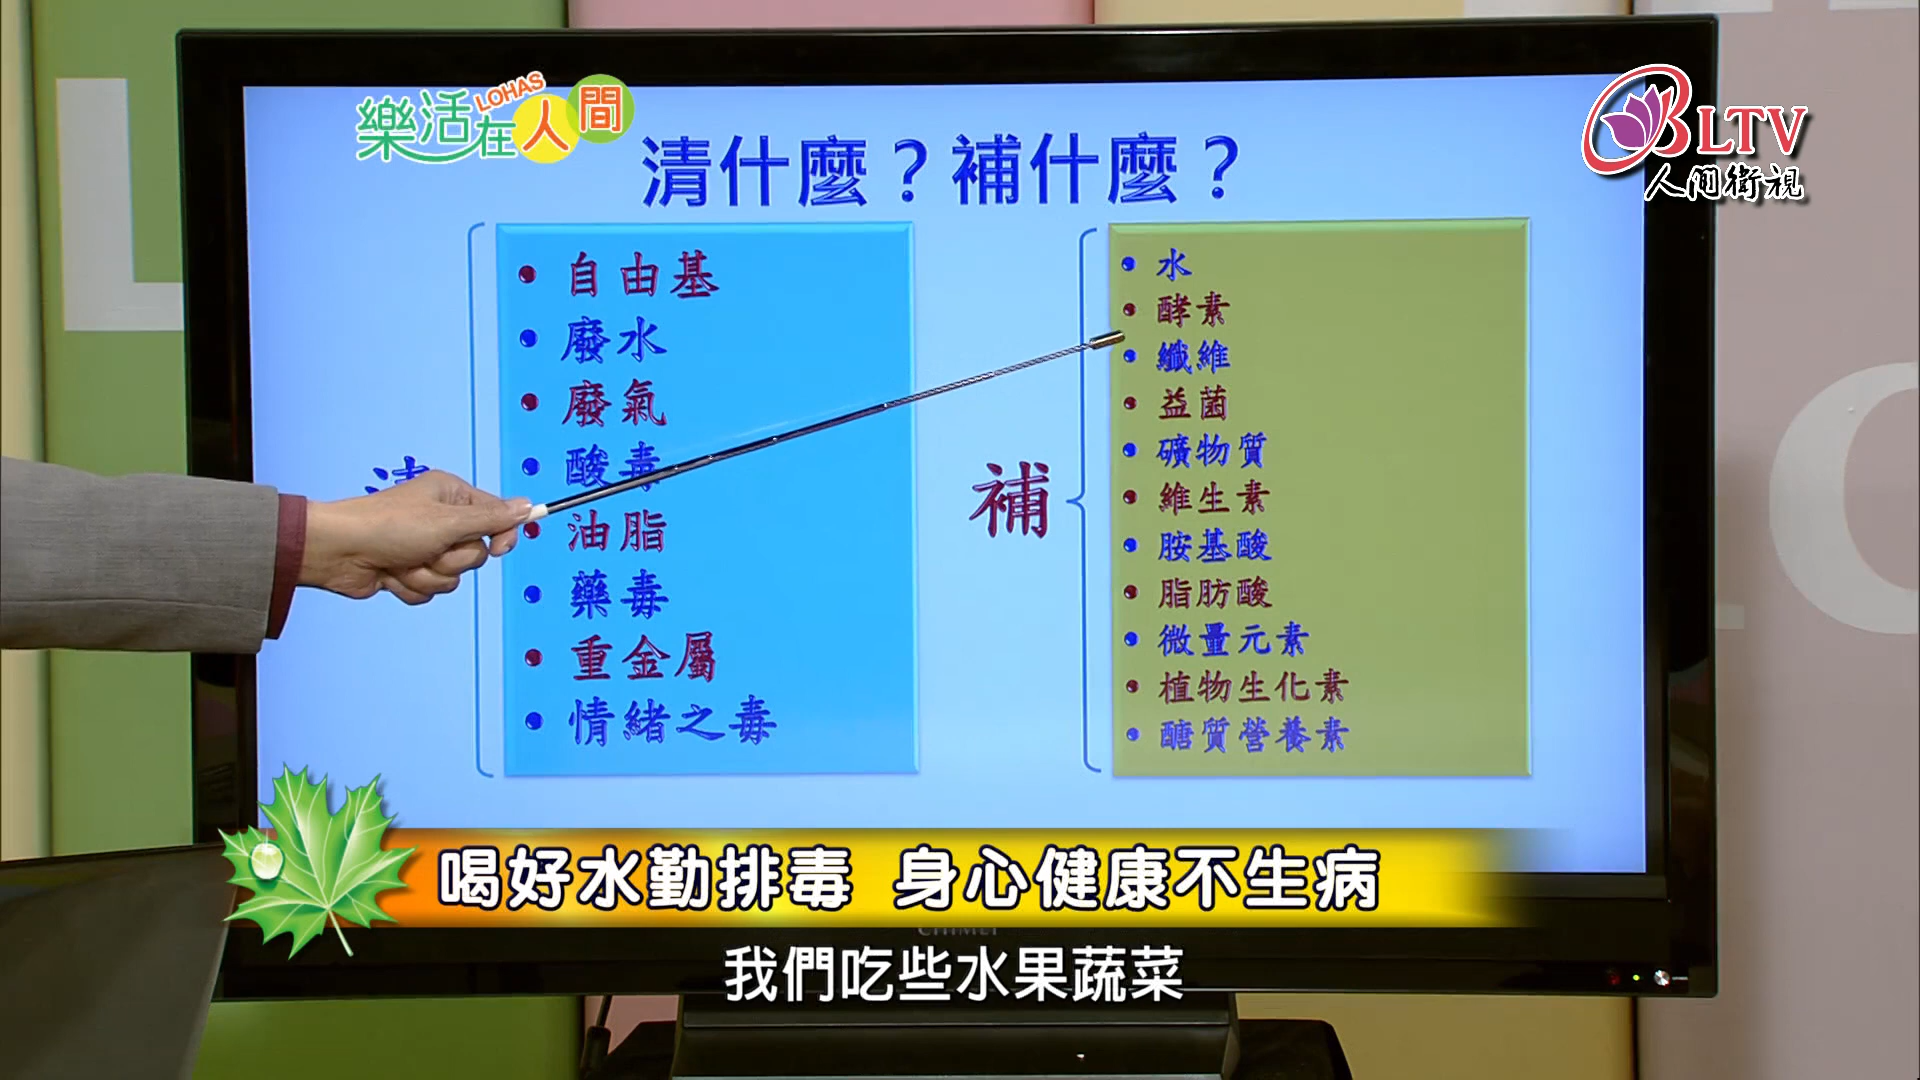 樂活在人間
LOHAS
BLTV
人間衛視
清什麼？補什麼？
自由基
廢水
廢氣
酸毒
油脂
藥毒
重金屬
情緒之毒
補
水
酵素
纖維
益菌
礦物質
維生素
胺基酸
脂肪酸
微量元素
植物生化素
醣質營養素
喝好水勤排毒 身心健康不生病
CHIMEI
我們吃些水果蔬菜